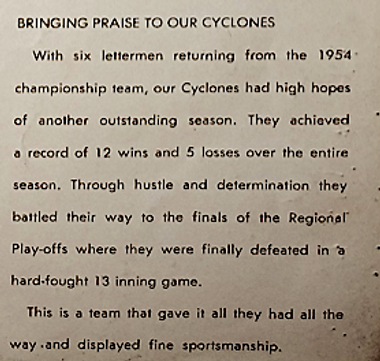 BRINGING PRAISE TO OUR CYCLONES
With six lettermen returning from the 1954
championship team, our Cyclones had high hopes
of another outstanding season. They achieved
a record of 12 wins and 5 losses over the entire
season. Through hustle and determination they
battled their way to the finals of the Regional
Play-offs where they were finally defeated in a
hard-fought 13 inning game.
This is a team that gave it all they had all the
way and displayed fine sportsmanship.